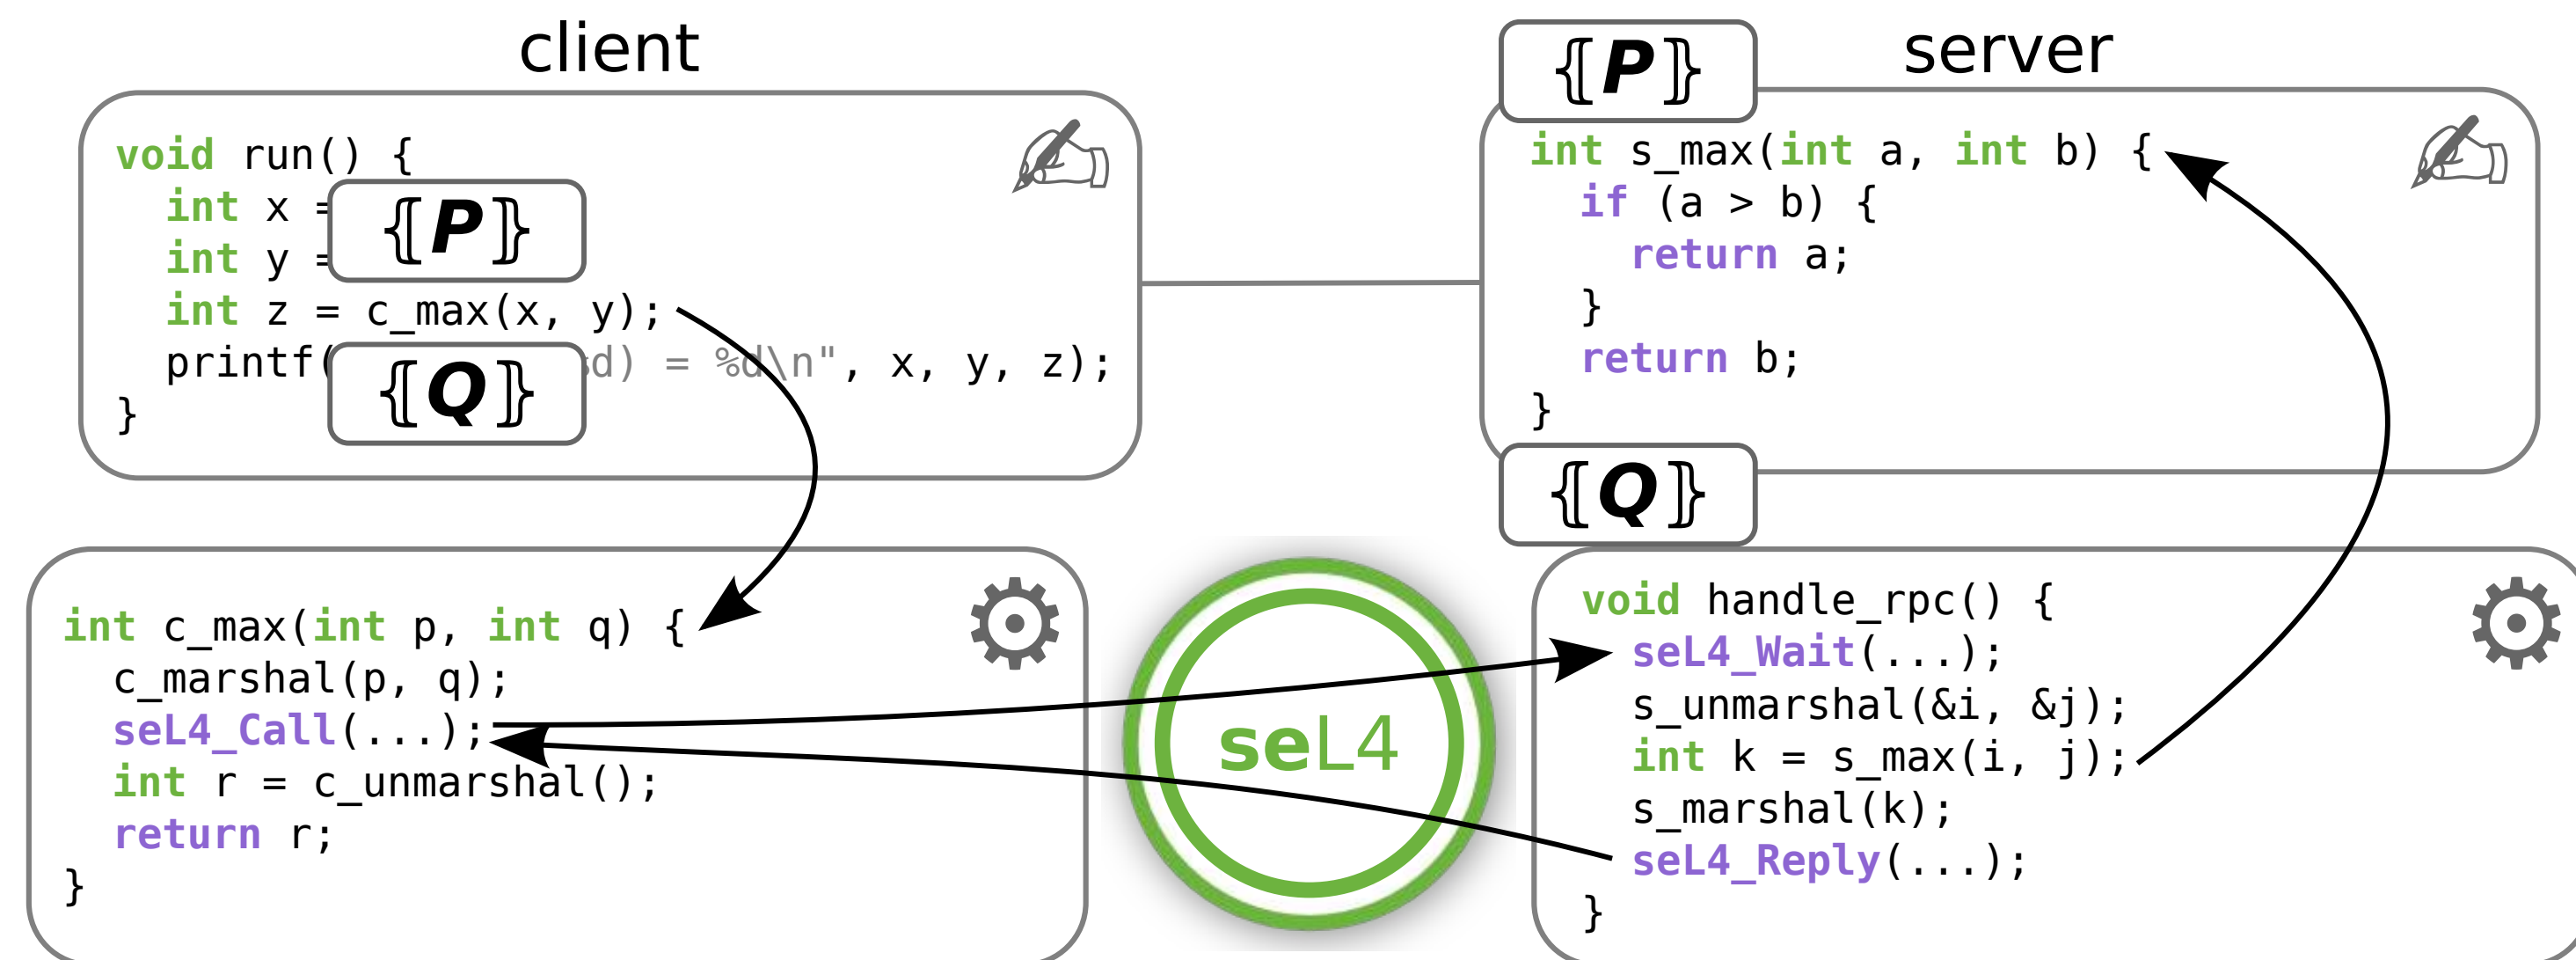 client
void run() {
int x =
{[P]}
int y =
int z = c_max(x, y);
printf( d) = %d\n", x, y, z);
{[Q]}
}
server
{[P]}
int s_max(int a, int b) {
if (a > b) {
return a;
}
return b;
}
{[Q]}
int c_max(int p, int q) {
c_marshal(p, q);
seL4_Call(...);
int r = c_unmarshal();
return r;
}
seL4
void handle_rpc() {
seL4_Wait(...);
s_unmarshal(&i, &j);
int k = s_max(i, j);
s_marshal(k);
seL4_Reply(...);
}